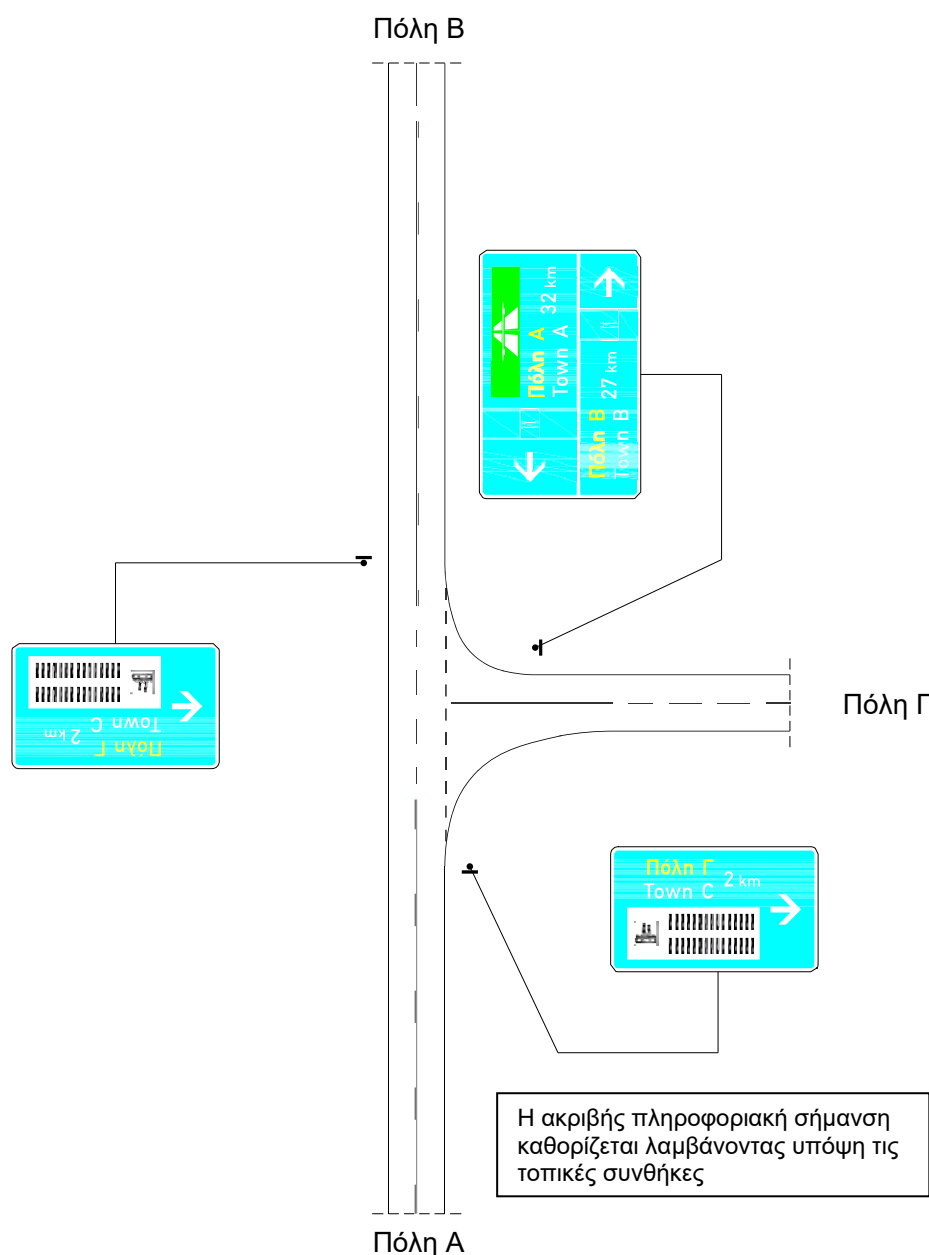 Πόλη Β
Πόλη Α 32 km
Town A
Πόλη Β 27 km
Town B
Πόλη Γ
Town C 2 km
Πόλη Γ
Πόλη Γ
Town C 2 km
Η ακριβής πληροφοριακή σήμανση
καθορίζεται λαμβάνοντας υπόψη τις
τοπικές συνθήκες
Πόλη Α